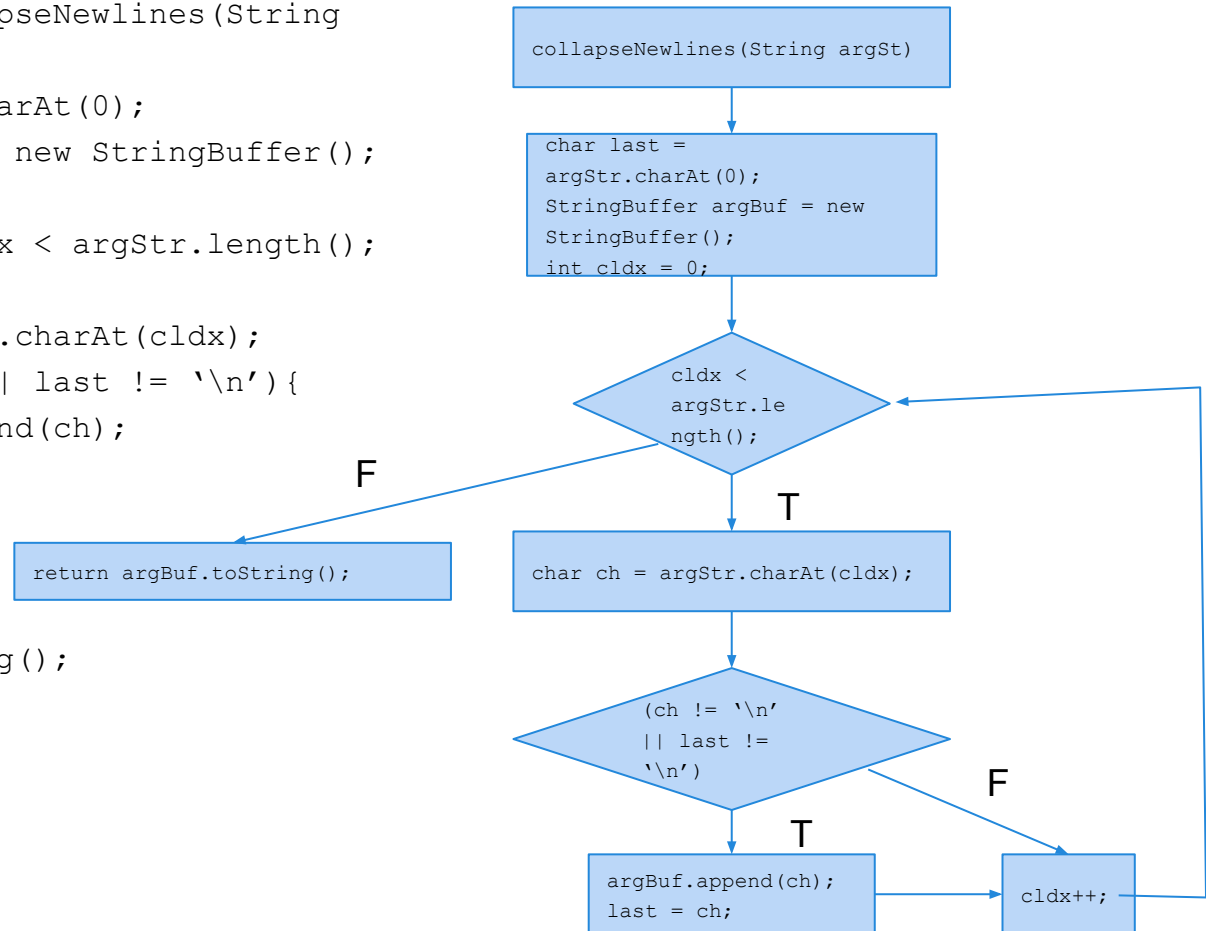 pseNewlines(String
arAt(0);
new StringBuffer();
x < argStr.length();
.charAt(cldx);
| last != ‘\n’){
nd(ch);
g();
collapseNewlines(String argSt)
char last =
argStr.charAt(0);
StringBuffer argBuf = new
StringBuffer();
int cldx = 0;
cldx <
argStr.le
ngth();
F
T
return argBuf.toString();
char ch = argStr.charAt(cldx);
(ch != ‘\n’
|| last !=
‘\n’)
F
T
argBuf.append(ch);
last = ch;
cldx++;